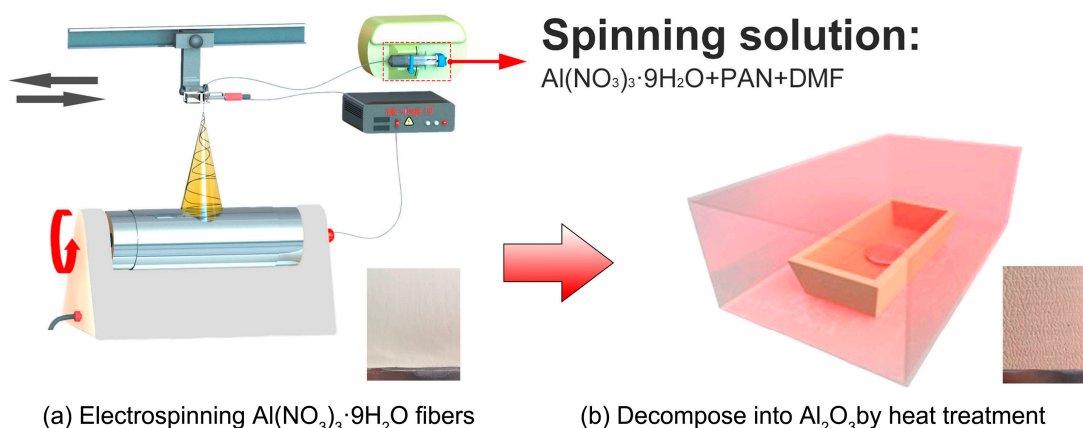 Spinning solution:
Al(NO₃)₃·9H₂O+PAN+DMF
(a) Electrospinning Al(NO₃)₃·9H₂O fibers
(b) Decompose into Al₂O₃by heat treatment